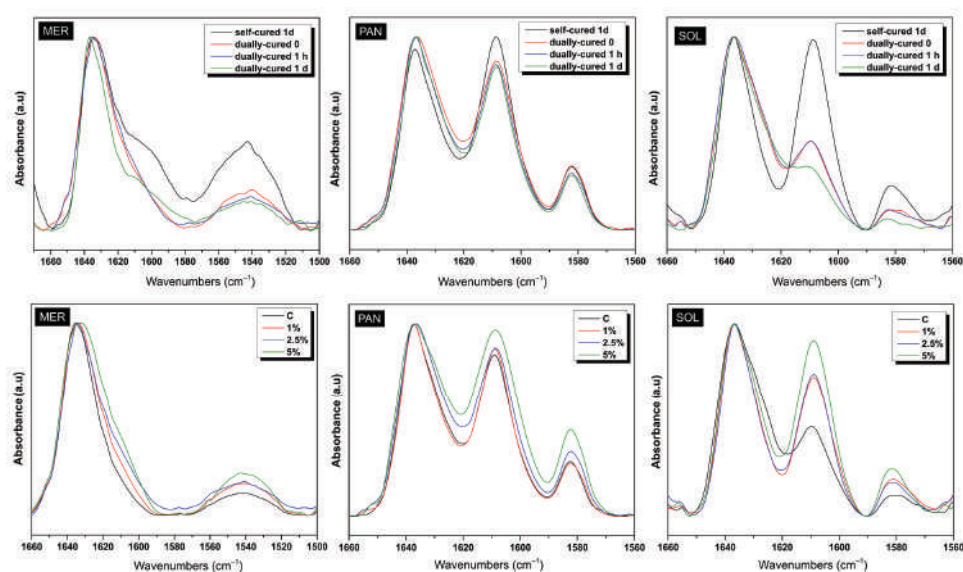 MER
self-cured 1d
dually-cured 0
dually-cured 1 h
dually-cured 1 d
Absorbance (a.u)
1660 1640 1620 1600 1580 1560 1540 1520 1500
Wavenumbers (cm⁻¹)
PAN
self-cured 1d
dually-cured 0
dually-cured 1 h
dually-cured 1 d
Absorbance (a.u)
1660 1640 1620 1600 1580 1560
Wavenumbers (cm⁻¹)
SOL
self-cured 1d
dually-cured 0
dually-cured 1 h
dually-cured 1 d
Absorbance (a.u)
1660 1640 1620 1600 1580 1560
Wavenumbers (cm⁻¹)
MER
C
1%
2.5%
5%
Absorbance (a.u)
1660 1640 1620 1600 1580 1560 1540 1520 1500
Wavenumbers (cm⁻¹)
PAN
C
1%
2.5%
5%
Absorbance (a.u)
1660 1640 1620 1600 1580 1560
Wavenumbers (cm⁻¹)
SOL
C
1%
2.5%
5%
Absorbance (a.u)
1660 1640 1620 1600 1580 1560
Wavenumbers (cm⁻¹)